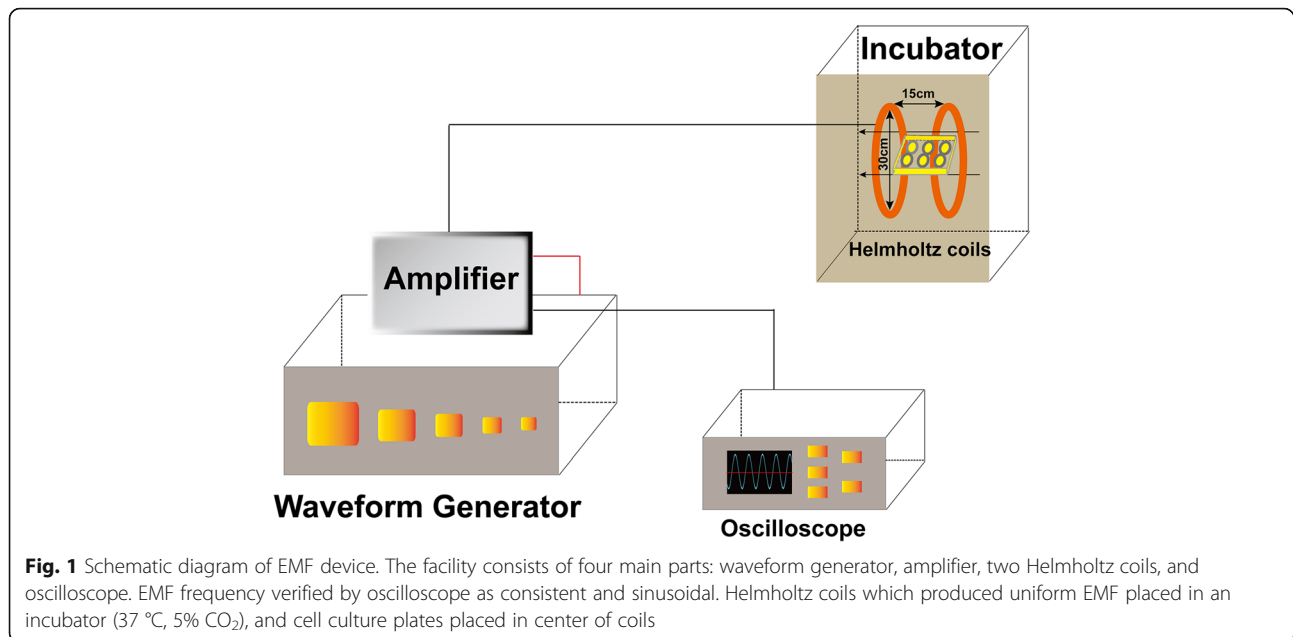 Incubator
15cm
30cm
Helmholtz coils
Amplifier
Waveform Generator
Oscilloscope
Fig. 1 Schematic diagram of EMF device. The facility consists of four main parts: waveform generator, amplifier, two Helmholtz coils, and
oscilloscope. EMF frequency verified by oscilloscope as consistent and sinusoidal. Helmholtz coils which produced uniform EMF placed in an
incubator (37 °C, 5% CO₂), and cell culture plates placed in center of coils